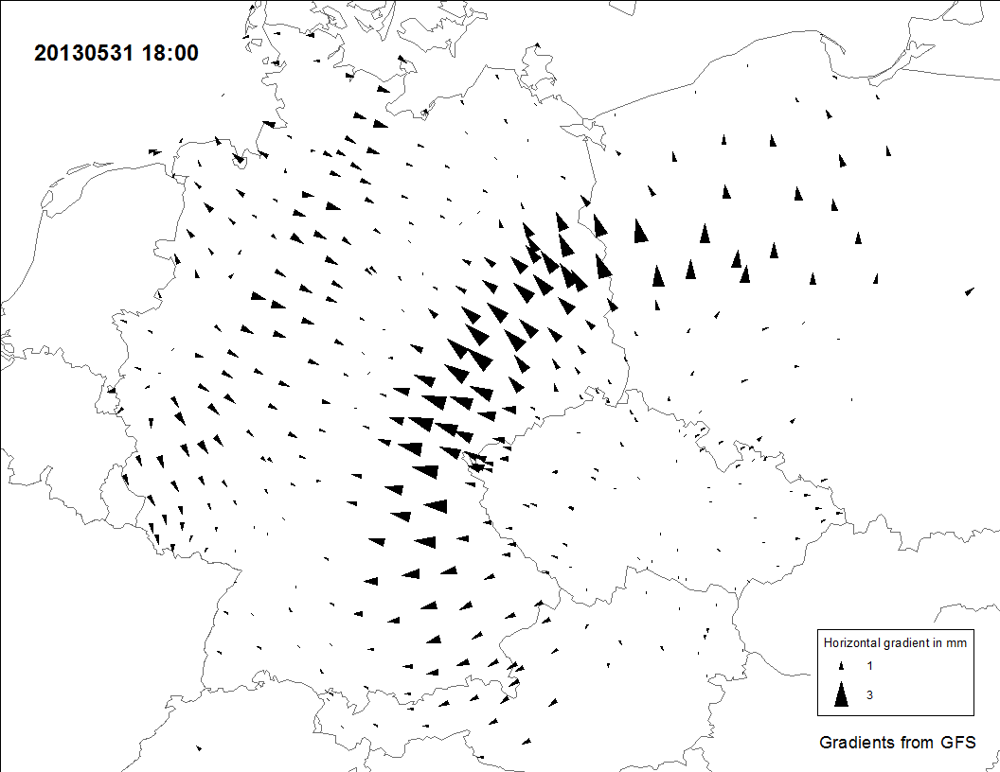 20130531 18:00
Horizontal gradient in mm
1
3
Gradients from GFS